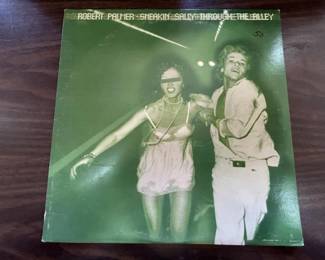 ROBERT PALMER · SNEAKIN SALLY THROUGH THE ALLEY